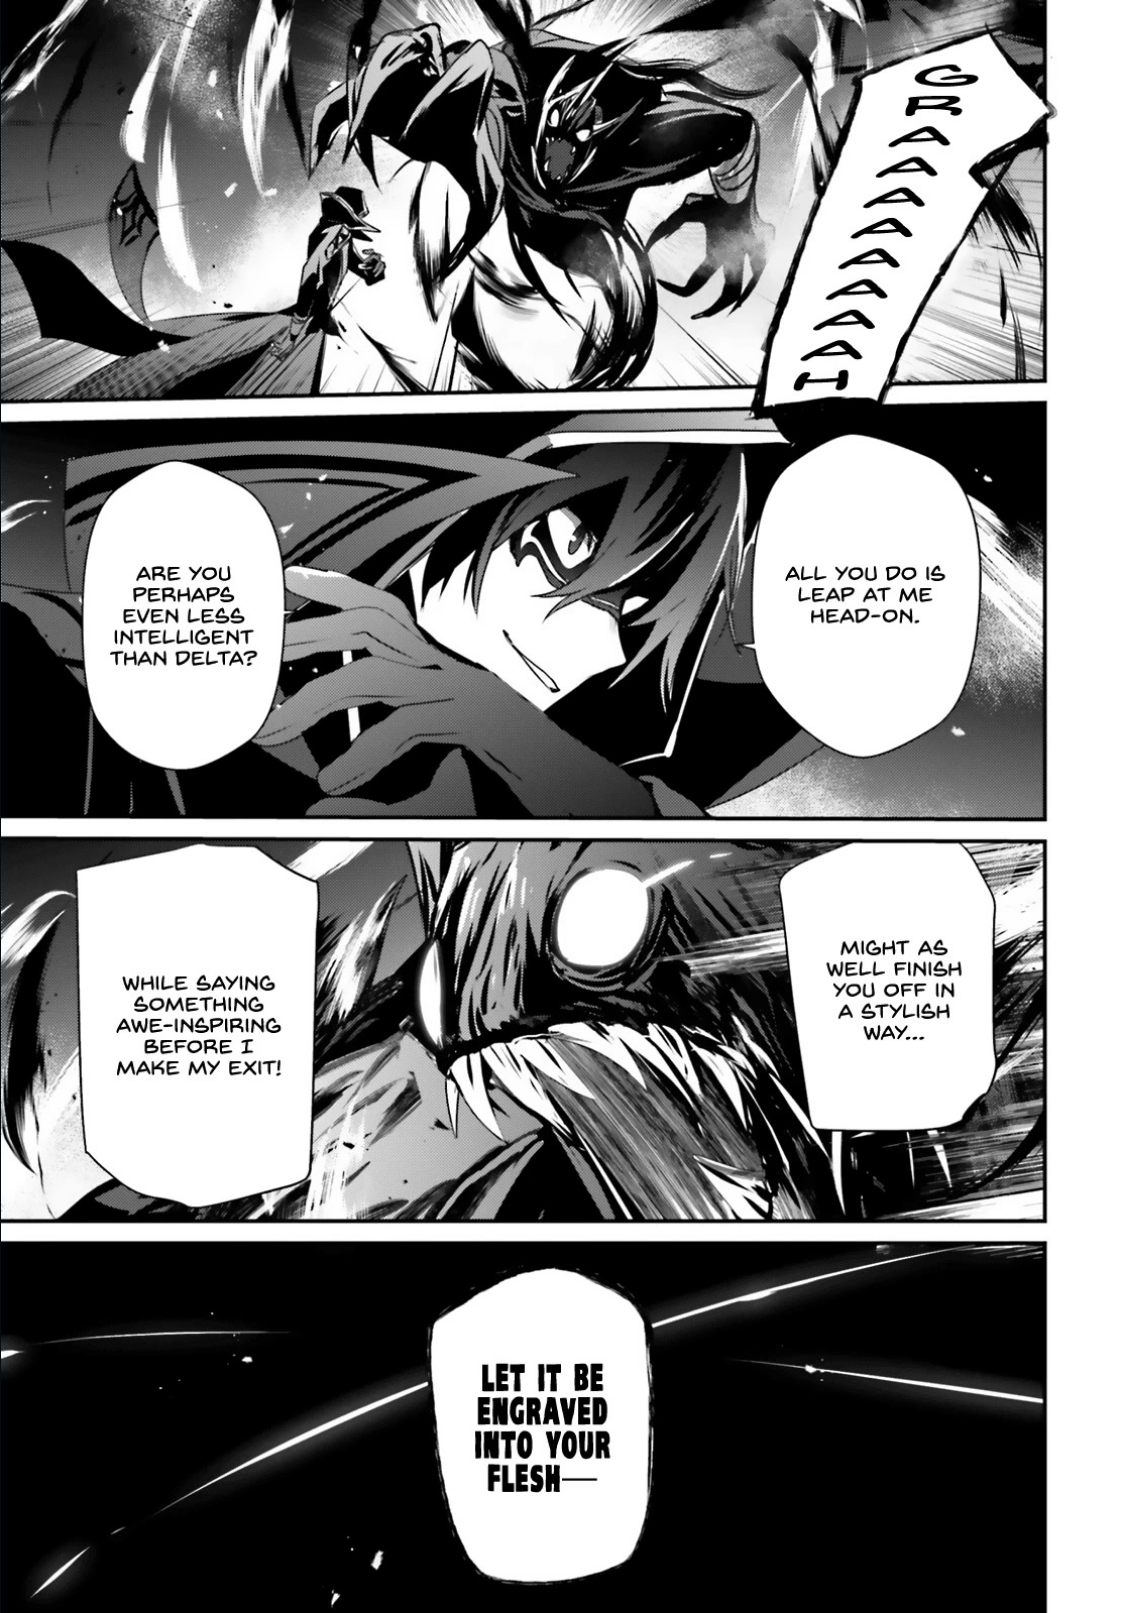 GRAAAAAAAAAH
ALL YOU DO IS
LEAP AT ME
HEAD-ON.
ARE YOU
PERHAPS
EVEN LESS
INTELLIGENT
THAN DELTA?
MIGHT AS
WELL FINISH
YOU OFF IN
A STYLISH
WAY...
WHILE SAYING
SOMETHING
AWE-INSPIRING
BEFORE I
MAKE MY EXIT!
LET IT BE
ENGRAVED
INTO YOUR
FLESH—